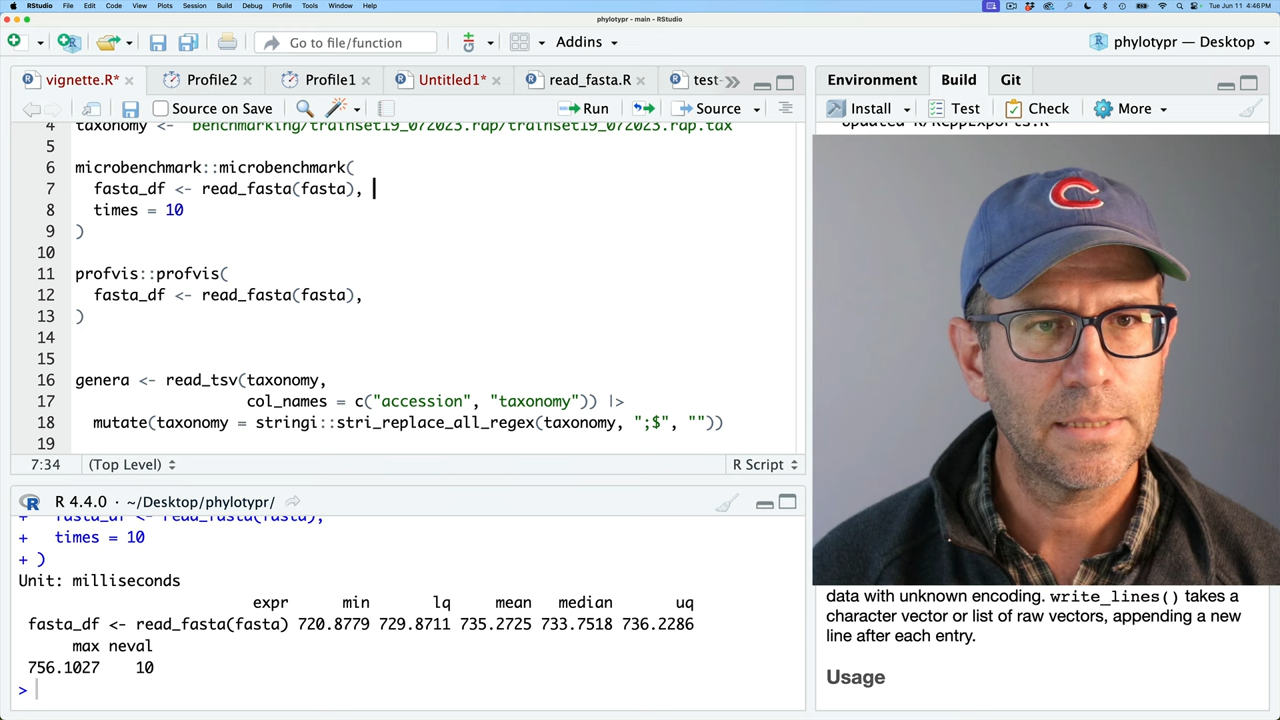 RStudio File Edit Code View Plots Session Build Debug Profile Tools Window Help
Tue Jun 11 4:46 PM
phylotypr - main - RStudio
Go to file/function
Addins
phylotypr — Desktop
vignette.R*
Profile2
Profile1
Untitled1*
read_fasta.R
test-
Environment
Build
Git
Source on Save
Run
Source
Install
Test
Check
More
4 taxonomy <- "benchmarking/trainset19_072023.rdp/trainset19_072023.rdp.tax"
5
6 microbenchmark::microbenchmark(
7 fasta_df <- read_fasta(fasta),
8 times = 10
9 )
10
11 profvis::profvis(
12 fasta_df <- read_fasta(fasta),
13 )
14
15
16 genera <- read_tsv(taxonomy,
17 col_names = c("accession", "taxonomy")) |>
18 mutate(taxonomy = stringi::stri_replace_all_regex(taxonomy, ";$", ""))
19
7:34
(Top Level)
R Script
R 4.4.0 · ~/Desktop/phylotypr/
+ fasta_df <- read_fasta(fasta),
+ times = 10
+ )
Unit: milliseconds
expr min lq mean median uq
fasta_df <- read_fasta(fasta) 720.8779 729.8711 735.2725 733.7518 736.2286
max neval
756.1027 10
>
Updated R/RcppExports.R
C
data with unknown encoding. write_lines() takes
a character vector or list of raw vectors, appending a new
line after each entry.
Usage